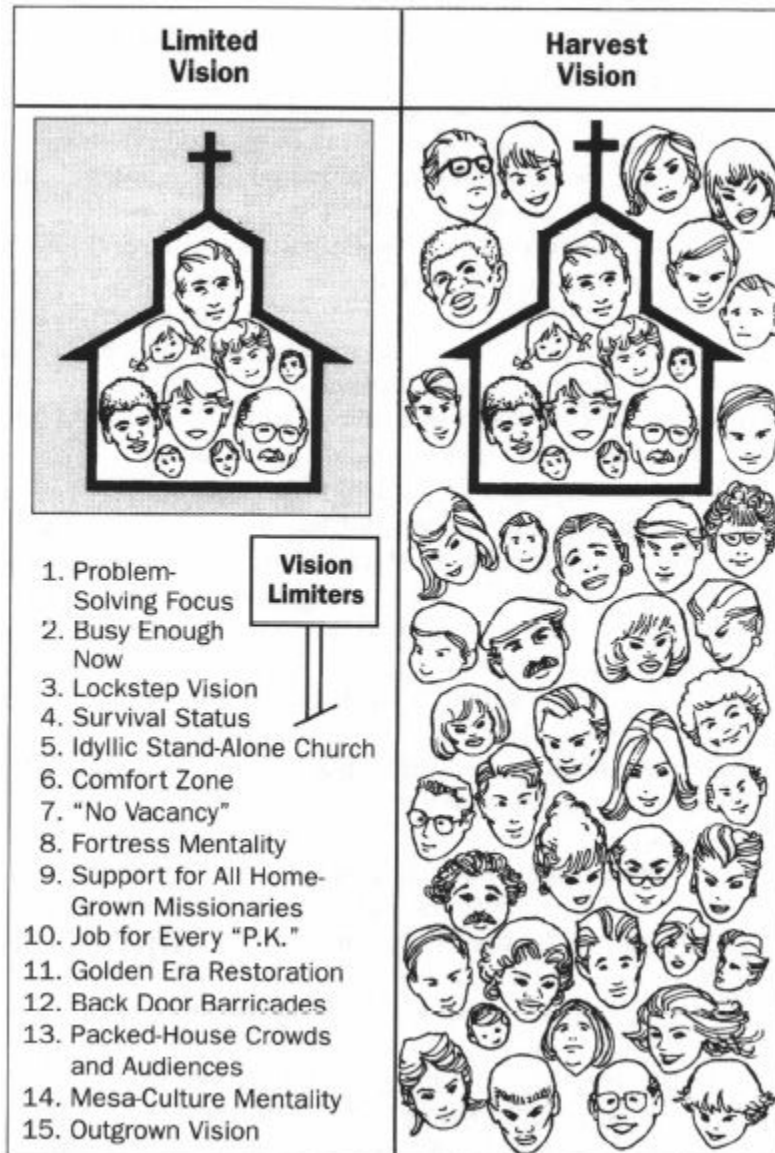 Limited
Vision
Harvest
Vision
Vision
Limiters
1. Problem-
Solving Focus
2. Busy Enough
Now
3. Lockstep Vision
4. Survival Status
5. Idyllic Stand-Alone Church
6. Comfort Zone
7. “No Vacancy”
8. Fortress Mentality
9. Support for All Home-
Grown Missionaries
10. Job for Every “P.K.”
11. Golden Era Restoration
12. Back Door Barricades
13. Packed-House Crowds
and Audiences
14. Mesa-Culture Mentality
15. Outgrown Vision